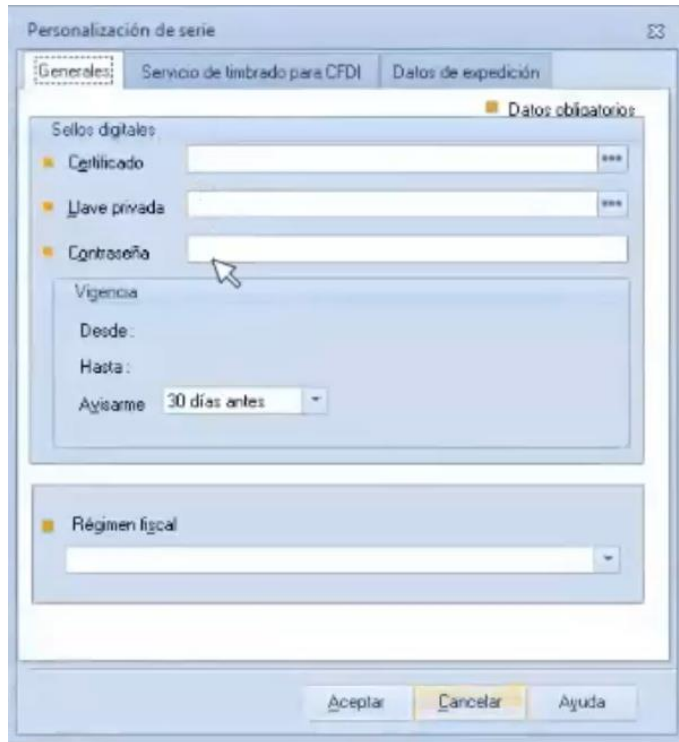 Personalización de serie
Generales Servicio de timbrado para CFDI Datos de expedición
Datos obligatorios
Sellos digitales
Certificado
Llave privada
Contraseña
Vigencia
Desde :
Hasta :
Avisarme 30 días antes
Régimen fiscal
Aceptar Cancelar Ayuda